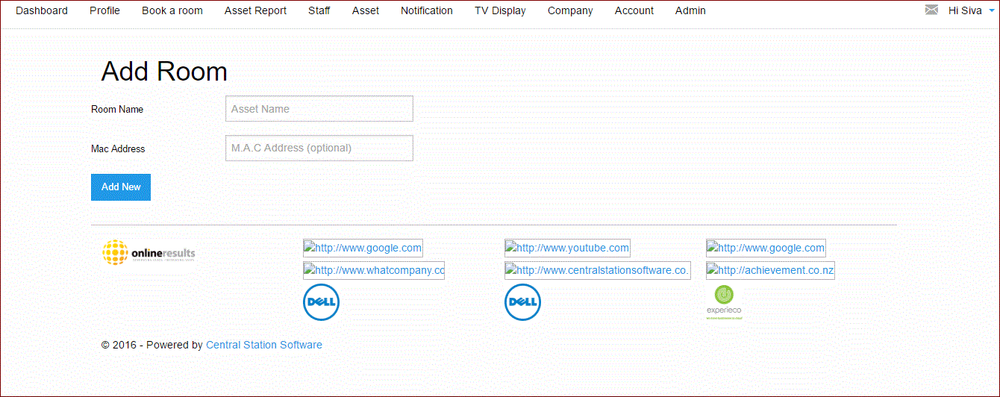 Dashboard Profile Book a room Asset Report Staff Asset Notification TV Display Company Account Admin Hi Siva
Add Room
Room Name Asset Name
Mac Address M.A.C Address (optional)
Add New
onlineresults http://www.google.com http://www.youtube.com http://www.google.com
http://www.whatcompany.co http://www.centralstationsoftware.co. http://achievement.co.nz
DELL DELL experieco
© 2016 - Powered by Central Station Software